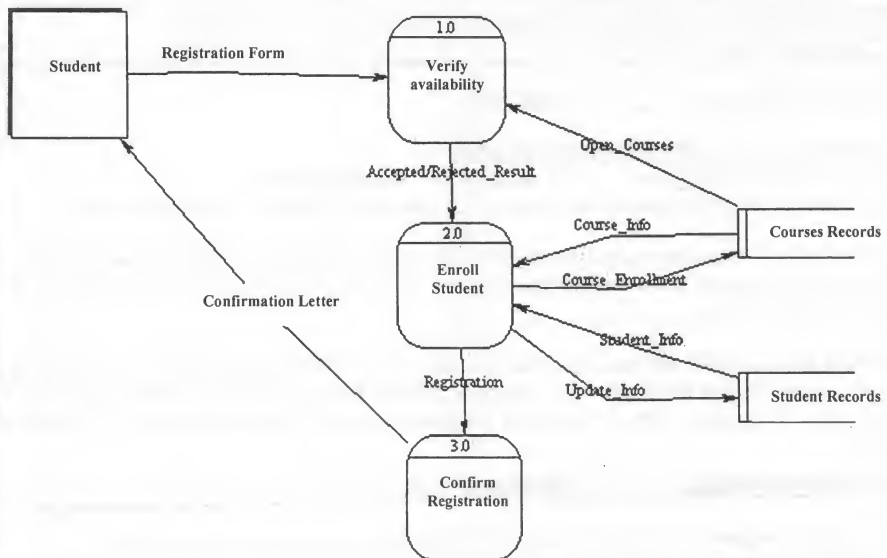 1.0
Student
Registration Form
Verify
availability
Open_Courses
Accepted/Rejected_Result
2.0
Course_Info
Courses Records
Enroll
Student
Course_Enrollment
Confirmation Letter
Student_Info
Registration
Update_Info
Student Records
3.0
Confirm
Registration